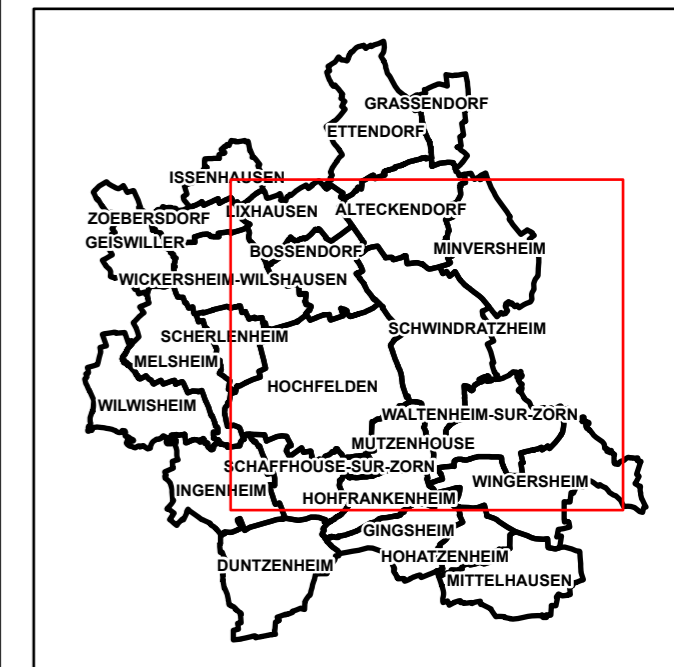 GRASSENDORF
ETTENDORF
ISSENHAUSEN
LIXHAUSEN
ALTECKENDORF
ZOEBERSDORF
GEISWILLER
BOSSENDORF
MINVERSHEIM
WICKERSHEIM-WILSHAUSEN
SCHWINDRATZHEIM
SCHERLENHEIM
MELSHEIM
HOCHFELDEN
WILWISHEIM
WALTENHEIM-SUR-ZORN
MUTZENHOUSE
SCHAFFHOUSE-SUR-ZORN
WINGERSHEIM
INGENHEIM
HOHFRANKENHEIM
GINGSHEIM
HOHATZENHEIM
DUNTZENHEIM
MITTELHAUSEN